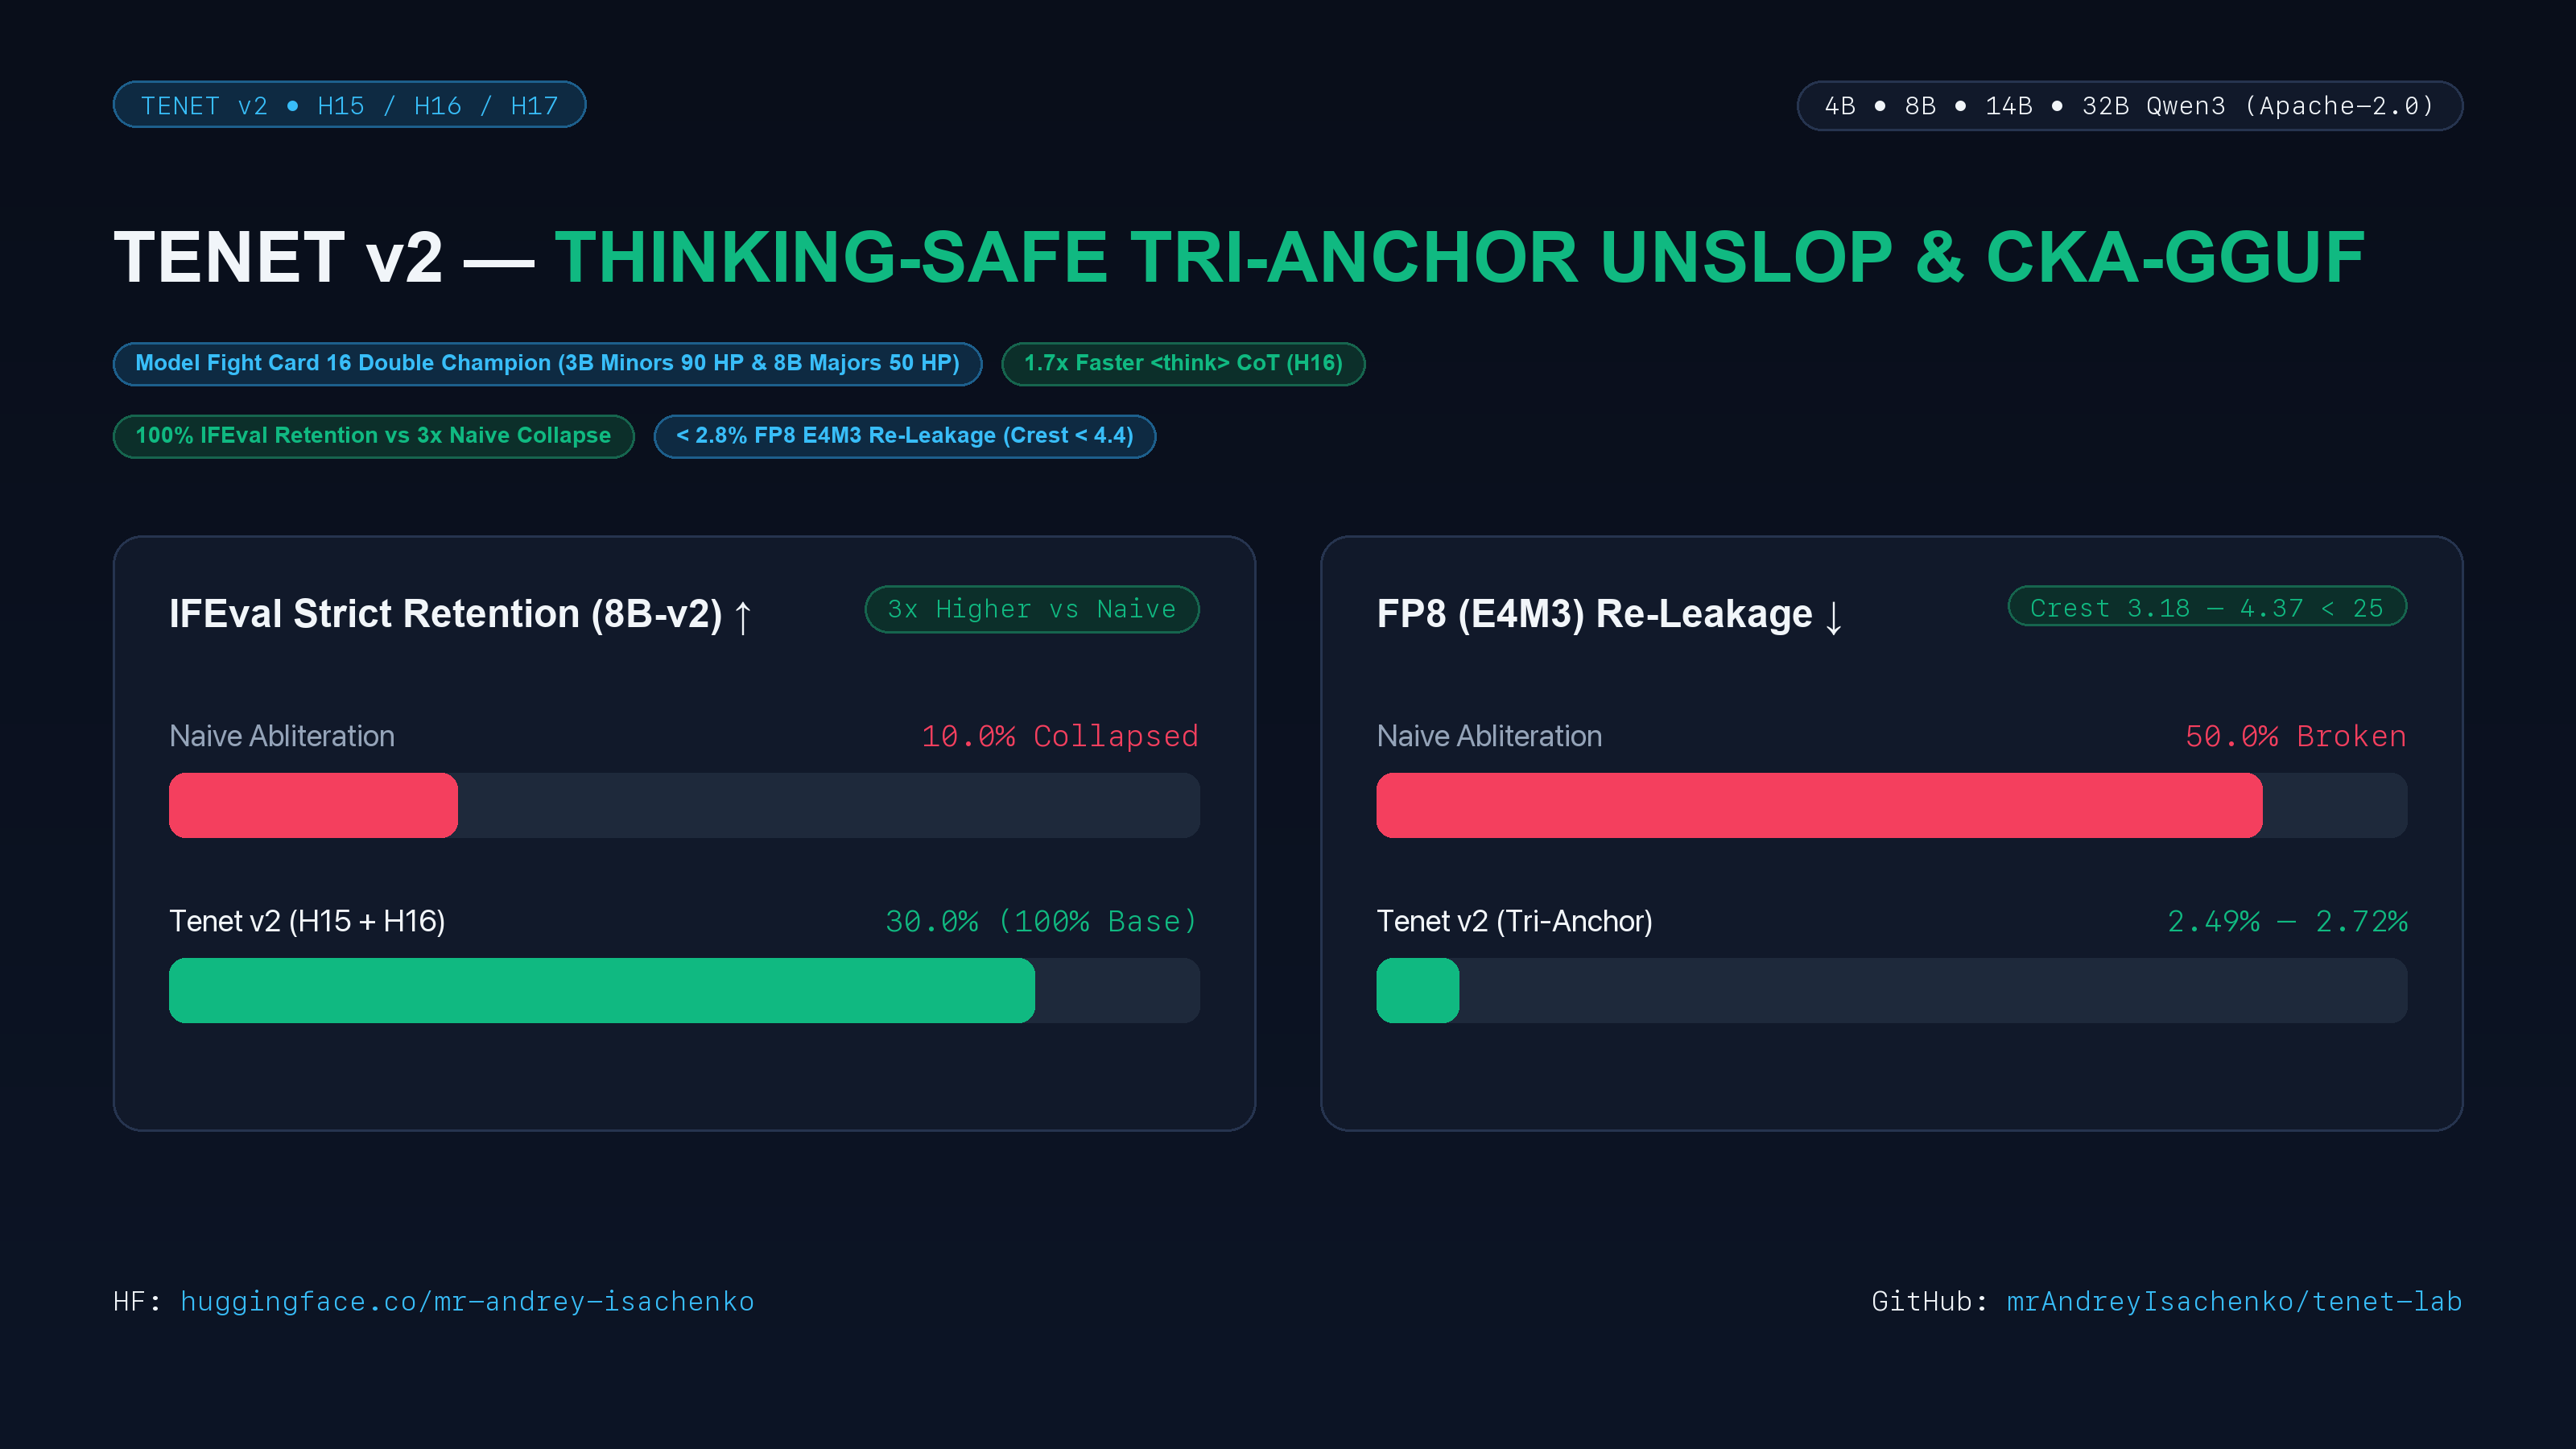 TENET v2 • H15 / H16 / H17
4B • 8B • 14B • 32B Qwen3 (Apache-2.0)
TENET v2 — THINKING-SAFE TRI-ANCHOR UNSLOP & CKA-GGUF
Model Fight Card 16 Double Champion (3B Minors 90 HP & 8B Majors 50 HP)
1.7x Faster <think> CoT (H16)
100% IFEval Retention vs 3x Naive Collapse
< 2.8% FP8 E4M3 Re-Leakage (Crest < 4.4)
IFEval Strict Retention (8B-v2) ↑
3x Higher vs Naive
Naive Abliteration
10.0% Collapsed
Tenet v2 (H15 + H16)
30.0% (100% Base)
FP8 (E4M3) Re-Leakage ↓
Crest 3.18 — 4.37 < 25
Naive Abliteration
50.0% Broken
Tenet v2 (Tri-Anchor)
2.49% — 2.72%
HF: huggingface.co/mr-andrey-isachenko
GitHub: mrAndreyIsachenko/tenet-lab